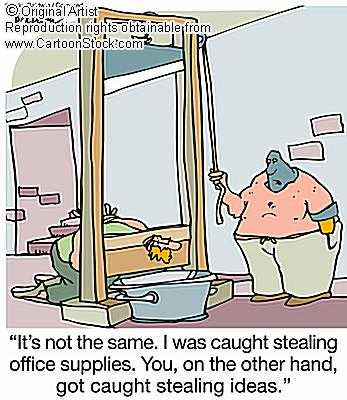 © Original Artist
Reproduction rights obtainable from
www.CartoonStock.com
"It's not the same. I was caught stealing
office supplies. You, on the other hand,
got caught stealing ideas."